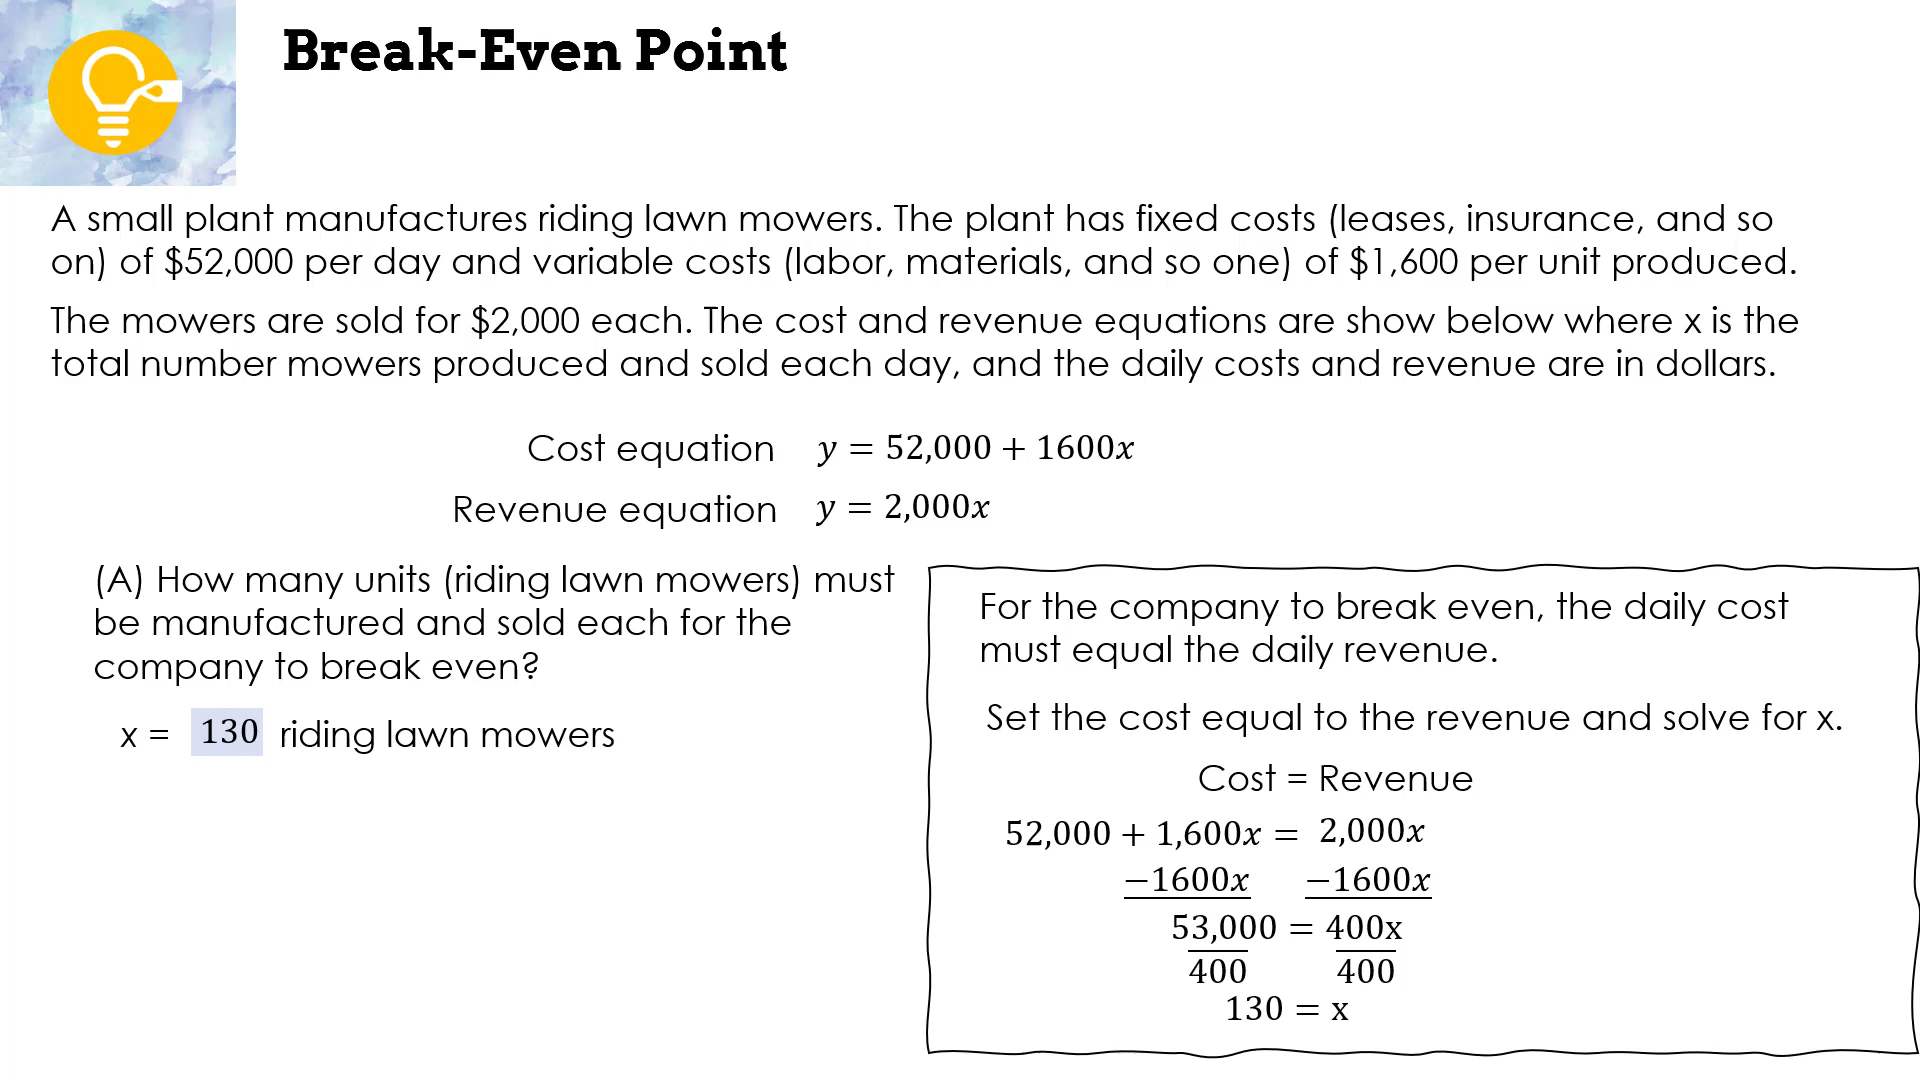 Break-Even Point
A small plant manufactures riding lawn mowers. The plant has fixed costs (leases, insurance, and so
on) of $52,000 per day and variable costs (labor, materials, and so one) of $1,600 per unit produced.
The mowers are sold for $2,000 each. The cost and revenue equations are show below where x is the
total number mowers produced and sold each day, and the daily costs and revenue are in dollars.
Cost equation y = 52,000 + 1600x
Revenue equation y = 2,000x
(A) How many units (riding lawn mowers) must
be manufactured and sold each for the
company to break even?
x = 130 riding lawn mowers
For the company to break even, the daily cost
must equal the daily revenue.
Set the cost equal to the revenue and solve for x.
Cost = Revenue
52,000 + 1,600x = 2,000x
−1600x −1600x
53,000 = 400x
400 400
130 = x